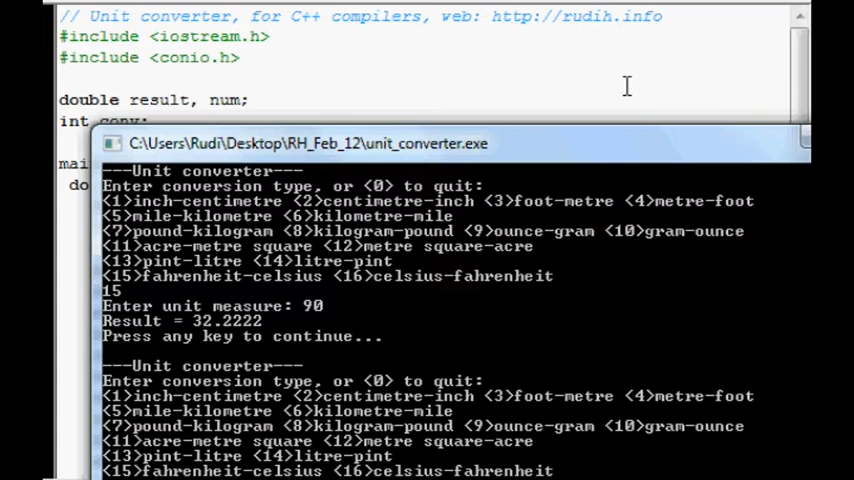 // Unit converter, for C++ compilers, web: http://rudih.info
#include <iostream.h>
#include <conio.h>
double result, num;
int conv;
C:\Users\Rudi\Desktop\RH_Feb_12\unit_converter.exe
mai
do
---Unit converter---
Enter conversion type, or <0> to quit:
<1>inch-centimetre <2>centimetre-inch <3>foot-metre <4>metre-foot
<5>mile-kilometre <6>kilometre-mile
<7>pound-kilogram <8>kilogram-pound <9>ounce-gram <10>gram-ounce
<11>acre-metre square <12>metre square-acre
<13>pint-litre <14>litre-pint
<15>fahrenheit-celsius <16>celsius-fahrenheit
15
Enter unit measure: 90
Result = 32.2222
Press any key to continue...
---Unit converter---
Enter conversion type, or <0> to quit:
<1>inch-centimetre <2>centimetre-inch <3>foot-metre <4>metre-foot
<5>mile-kilometre <6>kilometre-mile
<7>pound-kilogram <8>kilogram-pound <9>ounce-gram <10>gram-ounce
<11>acre-metre square <12>metre square-acre
<13>pint-litre <14>litre-pint
<15>fahrenheit-celsius <16>celsius-fahrenheit